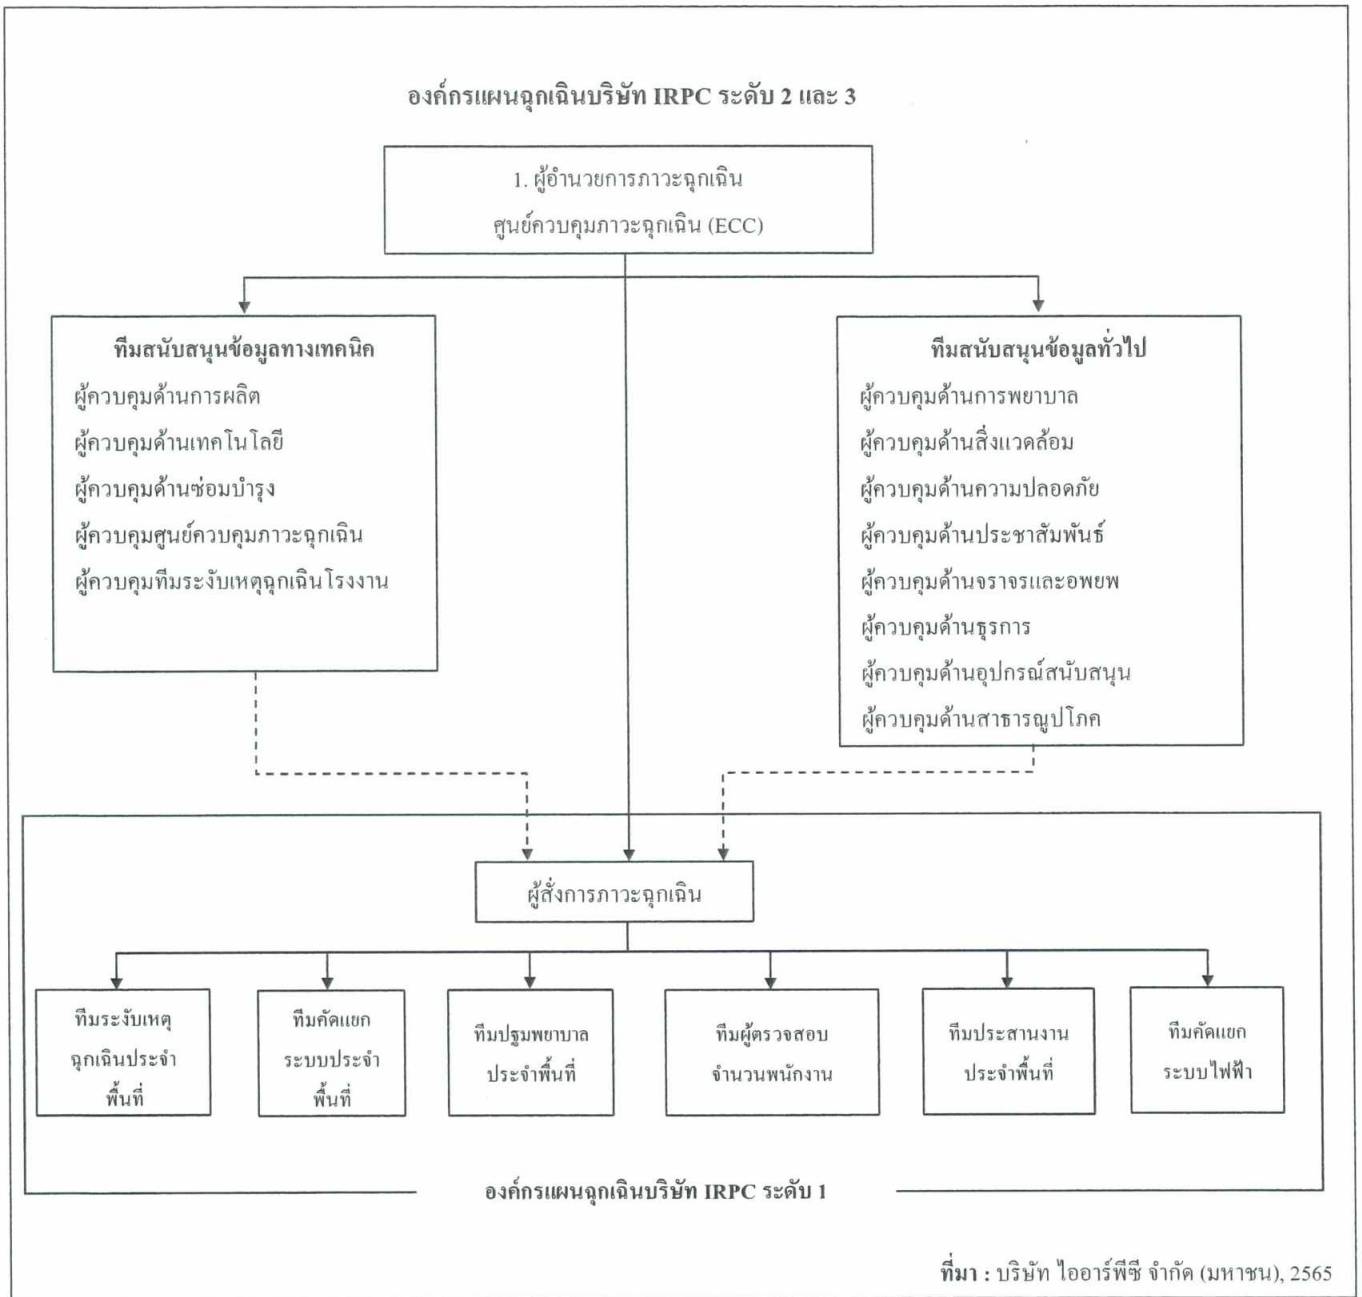 องค์กรแผนฉุกเฉินบริษัท IRPC ระดับ 2 และ 3
1. ผู้อำนวยการภาวะฉุกเฉิน
ศูนย์ควบคุมภาวะฉุกเฉิน (ECC)
ทีมสนับสนุนข้อมูลทางเทคนิค
ผู้ควบคุมด้านการผลิต
ผู้ควบคุมด้านเทคโนโลยี
ผู้ควบคุมด้านซ่อมบำรุง
ผู้ควบคุมศูนย์ควบคุมภาวะฉุกเฉิน
ผู้ควบคุมทีมระงับเหตุฉุกเฉินโรงงาน
ทีมสนับสนุนข้อมูลทั่วไป
ผู้ควบคุมด้านการพยาบาล
ผู้ควบคุมด้านสิ่งแวดล้อม
ผู้ควบคุมด้านความปลอดภัย
ผู้ควบคุมด้านประชาสัมพันธ์
ผู้ควบคุมด้านจราจรและอพยพ
ผู้ควบคุมด้านธุรการ
ผู้ควบคุมด้านอุปกรณ์สนับสนุน
ผู้ควบคุมด้านสาธารณูปโภค
ผู้สั่งการภาวะฉุกเฉิน
ทีมระงับเหตุ
ฉุกเฉินประจำ
พื้นที่
ทีมคัดแยก
ระบบประจำ
พื้นที่
ทีมปฐมพยาบาล
ประจำพื้นที่
ทีมผู้ตรวจสอบ
จำนวนพนักงาน
ทีมประสานงาน
ประจำพื้นที่
ทีมคัดแยก
ระบบไฟฟ้า
องค์กรแผนฉุกเฉินบริษัท IRPC ระดับ 1
ที่มา : บริษัท ไออาร์พีซี จำกัด (มหาชน), 2565